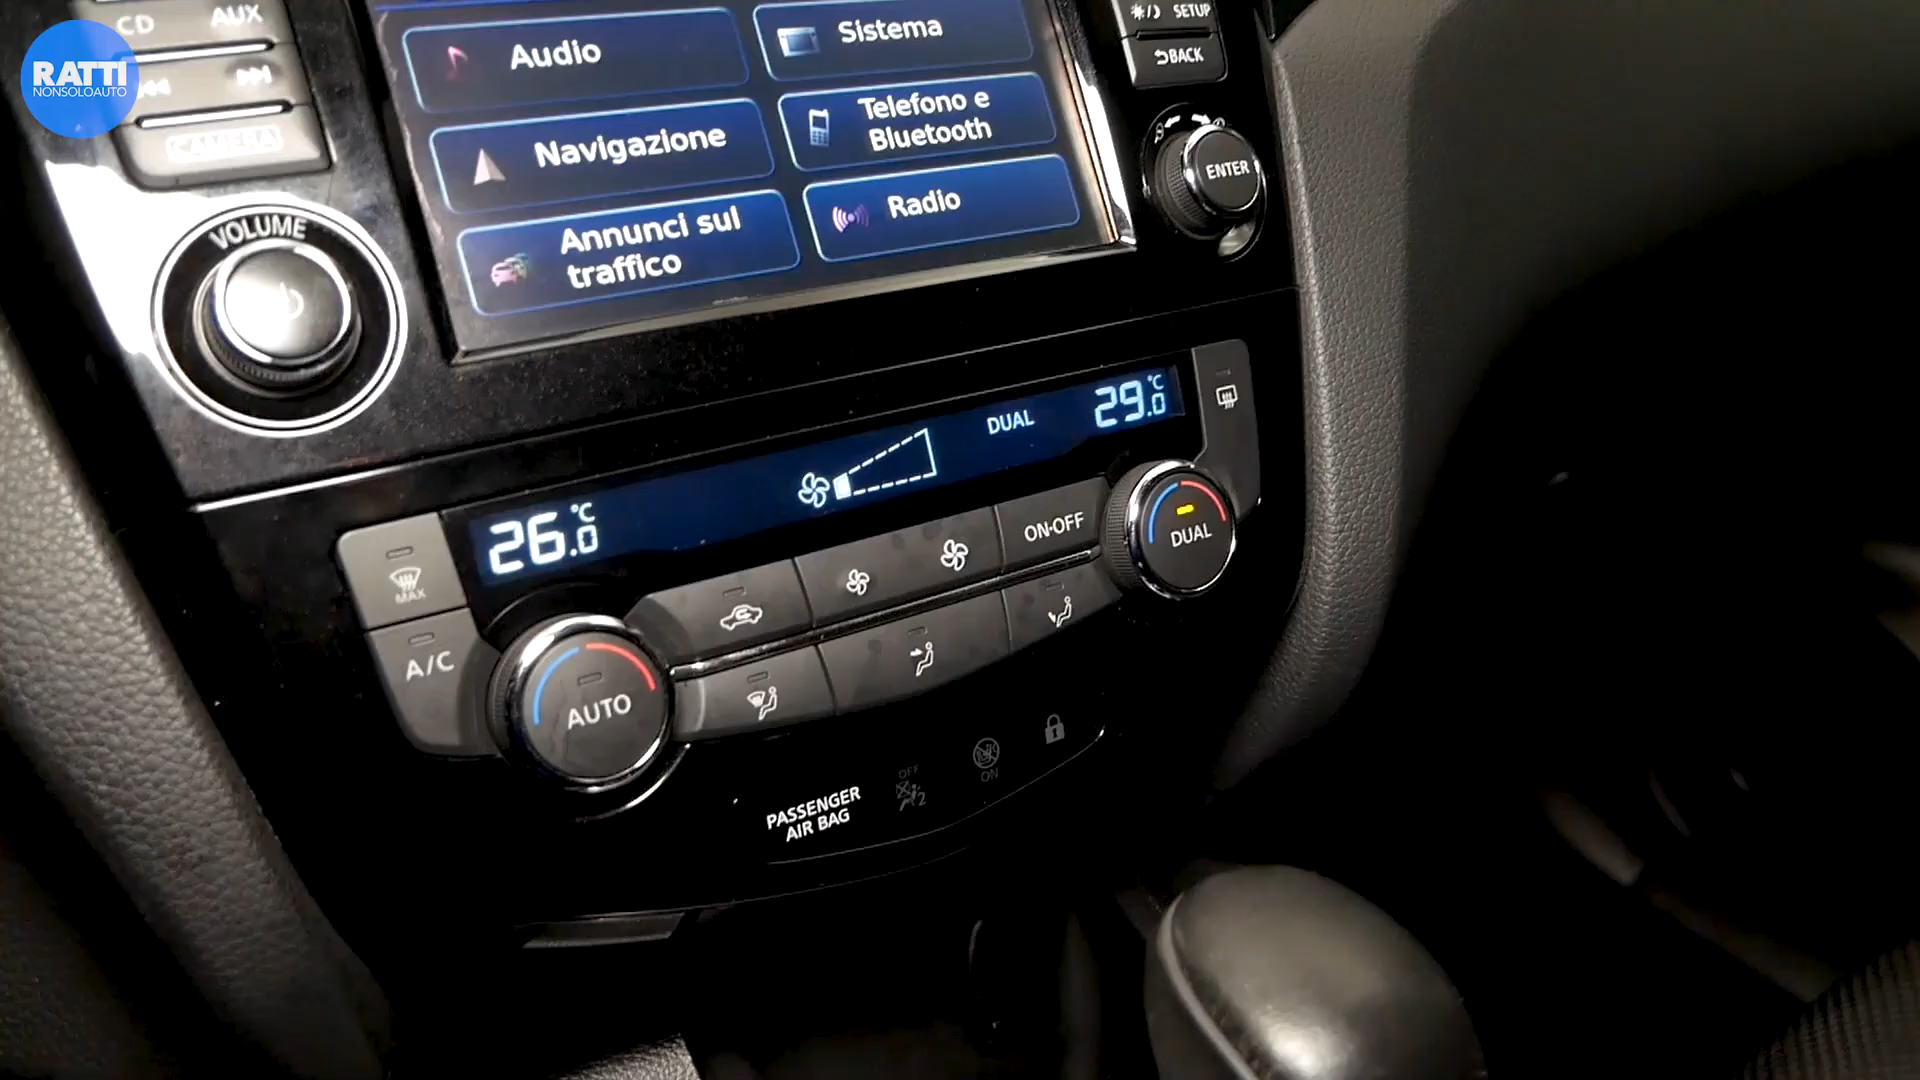 CD
AUX
RATTI
NONSOLOAUTO
CAMERA
VOLUME
Audio
Sistema
Navigazione
Telefono e
Bluetooth
Annunci sul
traffico
Radio
SETUP
BACK
ENTER
26.0 °C
DUAL
29.0 °C
MAX
A/C
AUTO
ON·OFF
DUAL
PASSENGER
AIR BAG
OFF
2
ON